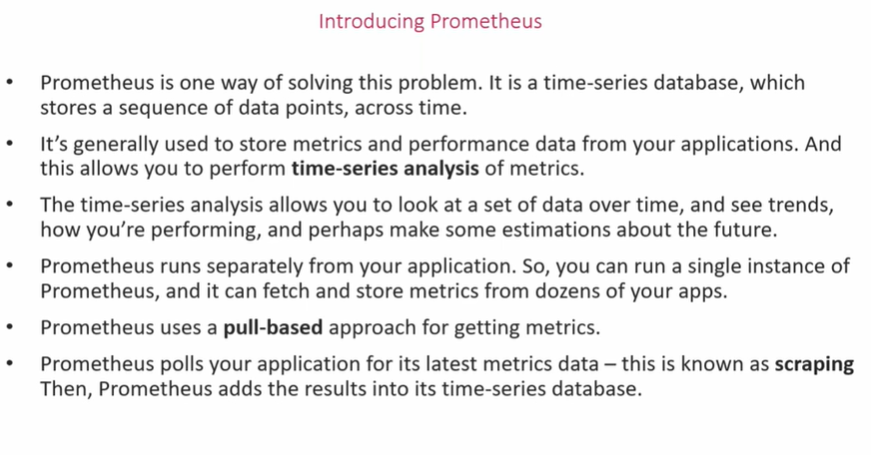 Introducing Prometheus
• Prometheus is one way of solving this problem. It is a time-series database, which
stores a sequence of data points, across time.
• It’s generally used to store metrics and performance data from your applications. And
this allows you to perform time-series analysis of metrics.
• The time-series analysis allows you to look at a set of data over time, and see trends,
how you’re performing, and perhaps make some estimations about the future.
• Prometheus runs separately from your application. So, you can run a single instance of
Prometheus, and it can fetch and store metrics from dozens of your apps.
• Prometheus uses a pull-based approach for getting metrics.
• Prometheus polls your application for its latest metrics data – this is known as scraping
Then, Prometheus adds the results into its time-series database.